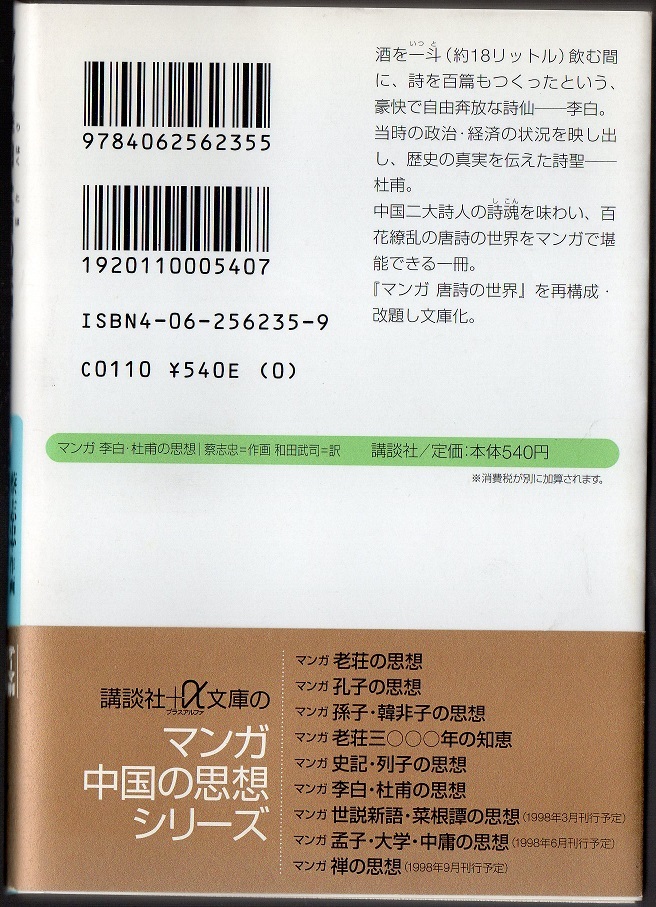 9784062562355
1920110005407
ISBN4-06-256235-9
C0110 ¥540E (0)
酒を一斗（約18リットル）飲む間
に、詩を百篇もつくったという、
豪快で自由奔放な詩仙――李白。
当時の政治・経済の状況を映し出
し、歴史の真実を伝えた詩聖――
杜甫。
中国二大詩人の詩魂を味わい、百
花繚乱の唐詩の世界をマンガで堪
能できる一冊。
『マンガ 唐詩の世界』を再構成・
改題し文庫化。
マンガ 李白・杜甫の思想｜蔡志忠=作画 和田武司=訳 講談社／定価：本体540円
※消費税が別に加算されます。
講談社+α文庫の
プラスアルファ
マンガ
中国の思想
シリーズ
マンガ 老荘の思想
マンガ 孔子の思想
マンガ 孫子・韓非子の思想
マンガ 老荘三〇〇〇年の知恵
マンガ 史記・列子の思想
マンガ 李白・杜甫の思想
マンガ 世説新語・菜根譚の思想（1998年3月刊行予定）
マンガ 孟子・大学・中庸の思想（1998年6月刊行予定）
マンガ 禅の思想（1998年9月刊行予定）